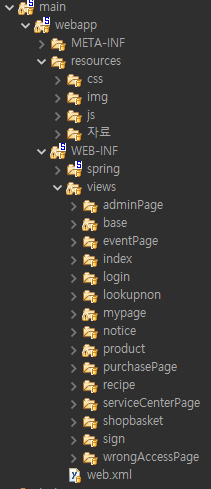 main
webapp
META-INF
resources
css
img
js
자료
WEB-INF
spring
views
adminPage
base
eventPage
index
login
lookupnon
mypage
notice
product
purchasePage
recipe
serviceCenterPage
shopbasket
sign
wrongAccessPage
web.xml